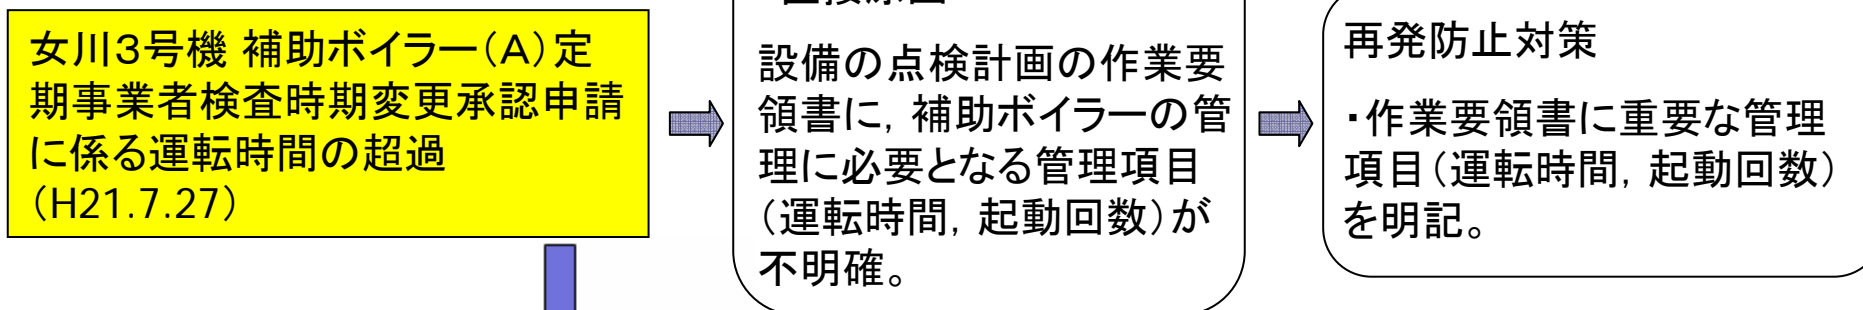 女川３号機 補助ボイラー（Ａ）定
期事業者検査時期変更承認申請
に係る運転時間の超過
（H21.7.27）
設備の点検計画の作業要
領書に，補助ボイラーの管
理に必要となる管理項目
（運転時間，起動回数）が
不明確。
再発防止対策
・作業要領書に重要な管理
項目（運転時間，起動回数）
を明記。